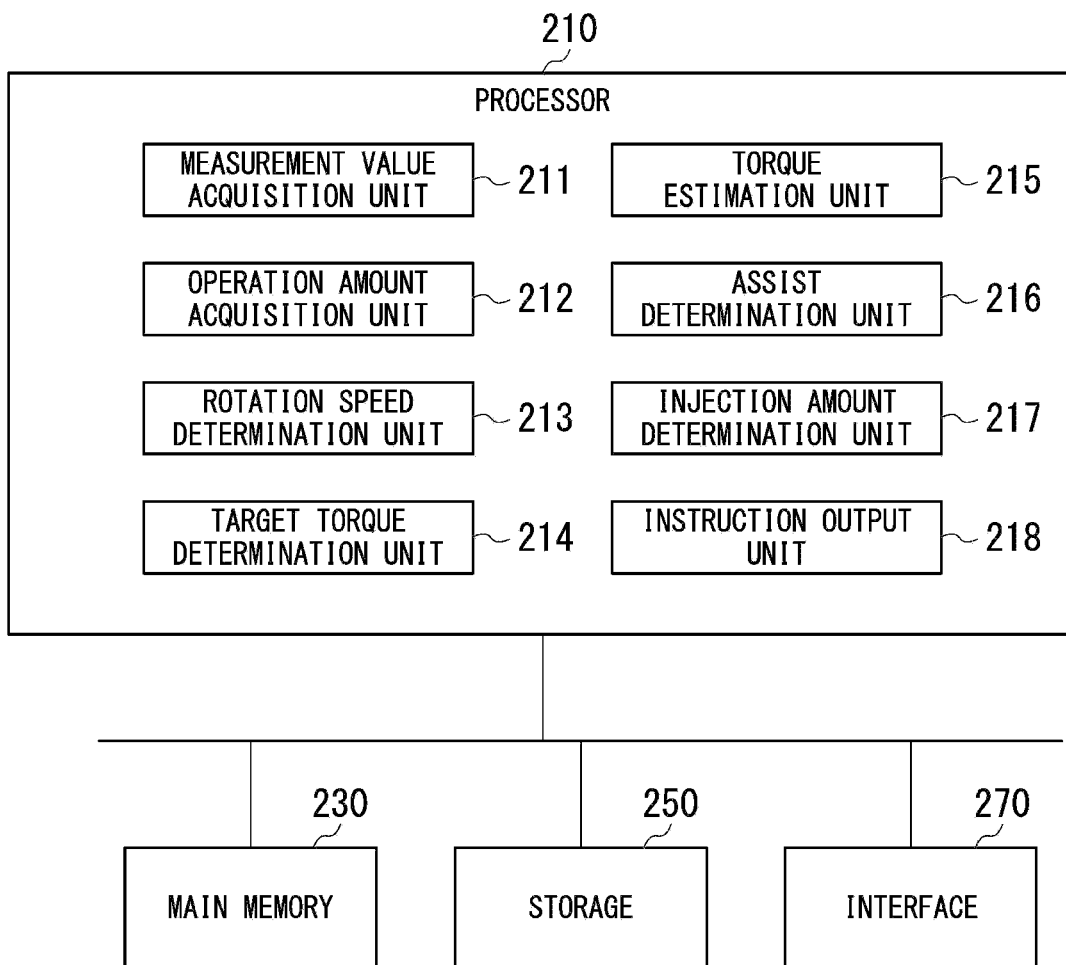 210
PROCESSOR
MEASUREMENT VALUE
ACQUISITION UNIT
211
OPERATION AMOUNT
ACQUISITION UNIT
212
ROTATION SPEED
DETERMINATION UNIT
213
TARGET TORQUE
DETERMINATION UNIT
214
TORQUE
ESTIMATION UNIT
215
ASSIST
DETERMINATION UNIT
216
INJECTION AMOUNT
DETERMINATION UNIT
217
INSTRUCTION OUTPUT
UNIT
218
230
MAIN MEMORY
250
STORAGE
270
INTERFACE